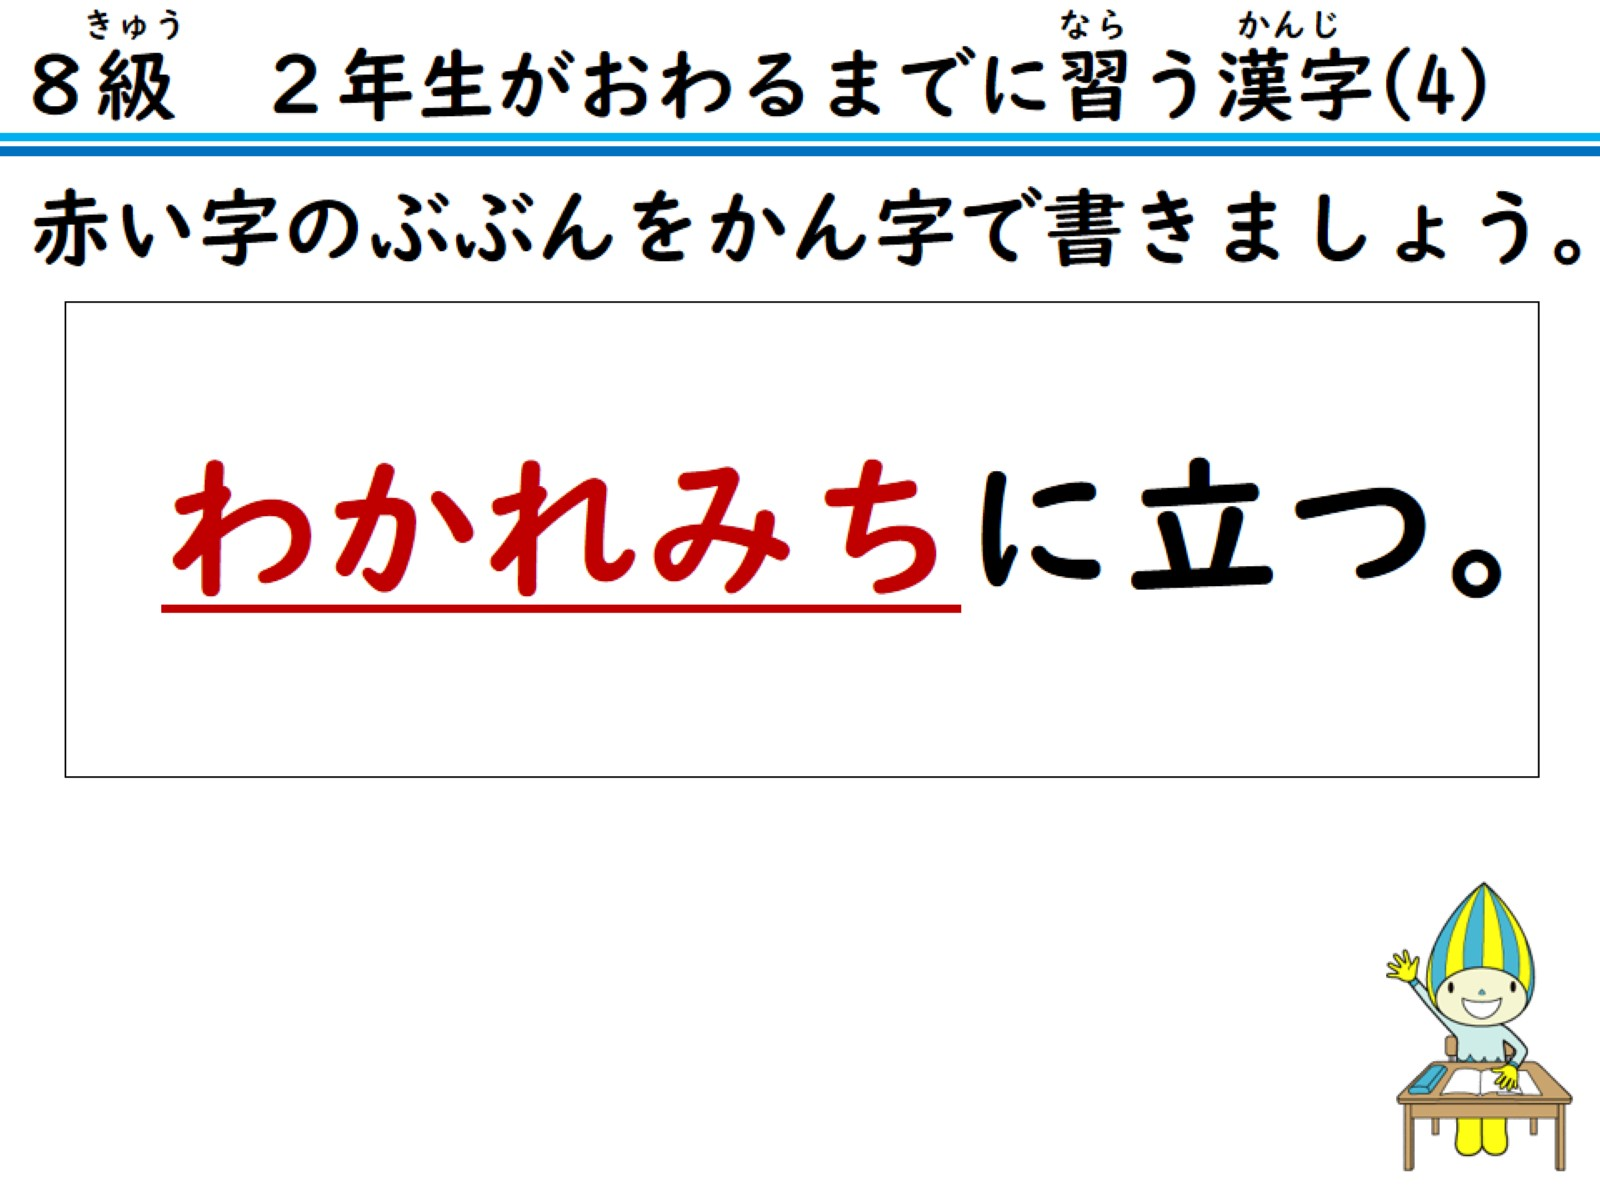 きゅう なら かんじ
８級　２年生がおわるまでに習う漢字(4)
赤い字のぶぶんをかん字で書きましょう。
わかれみちに立つ。